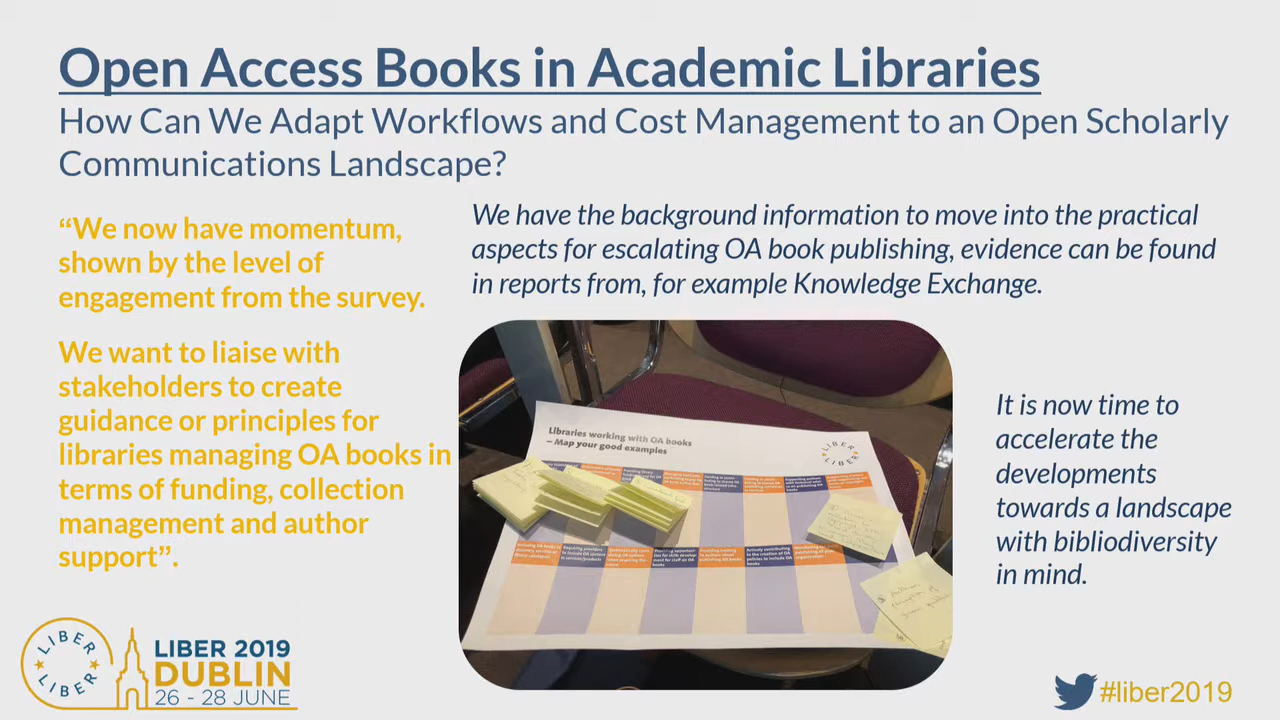 Open Access Books in Academic Libraries
How Can We Adapt Workflows and Cost Management to an Open Scholarly
Communications Landscape?
“We now have momentum,
shown by the level of
engagement from the survey.
We want to liaise with
stakeholders to create
guidance or principles for
libraries managing OA books in
terms of funding, collection
management and author
support”.
We have the background information to move into the practical
aspects for escalating OA book publishing, evidence can be found
in reports from, for example Knowledge Exchange.
Libraries working with OA books
– Map your good examples
LIBER LIBER
It is now time to
accelerate the
developments
towards a landscape
with bibliodiversity
in mind.
LIBER LIBER
LIBER 2019
DUBLIN
26 - 28 JUNE
#liber2019